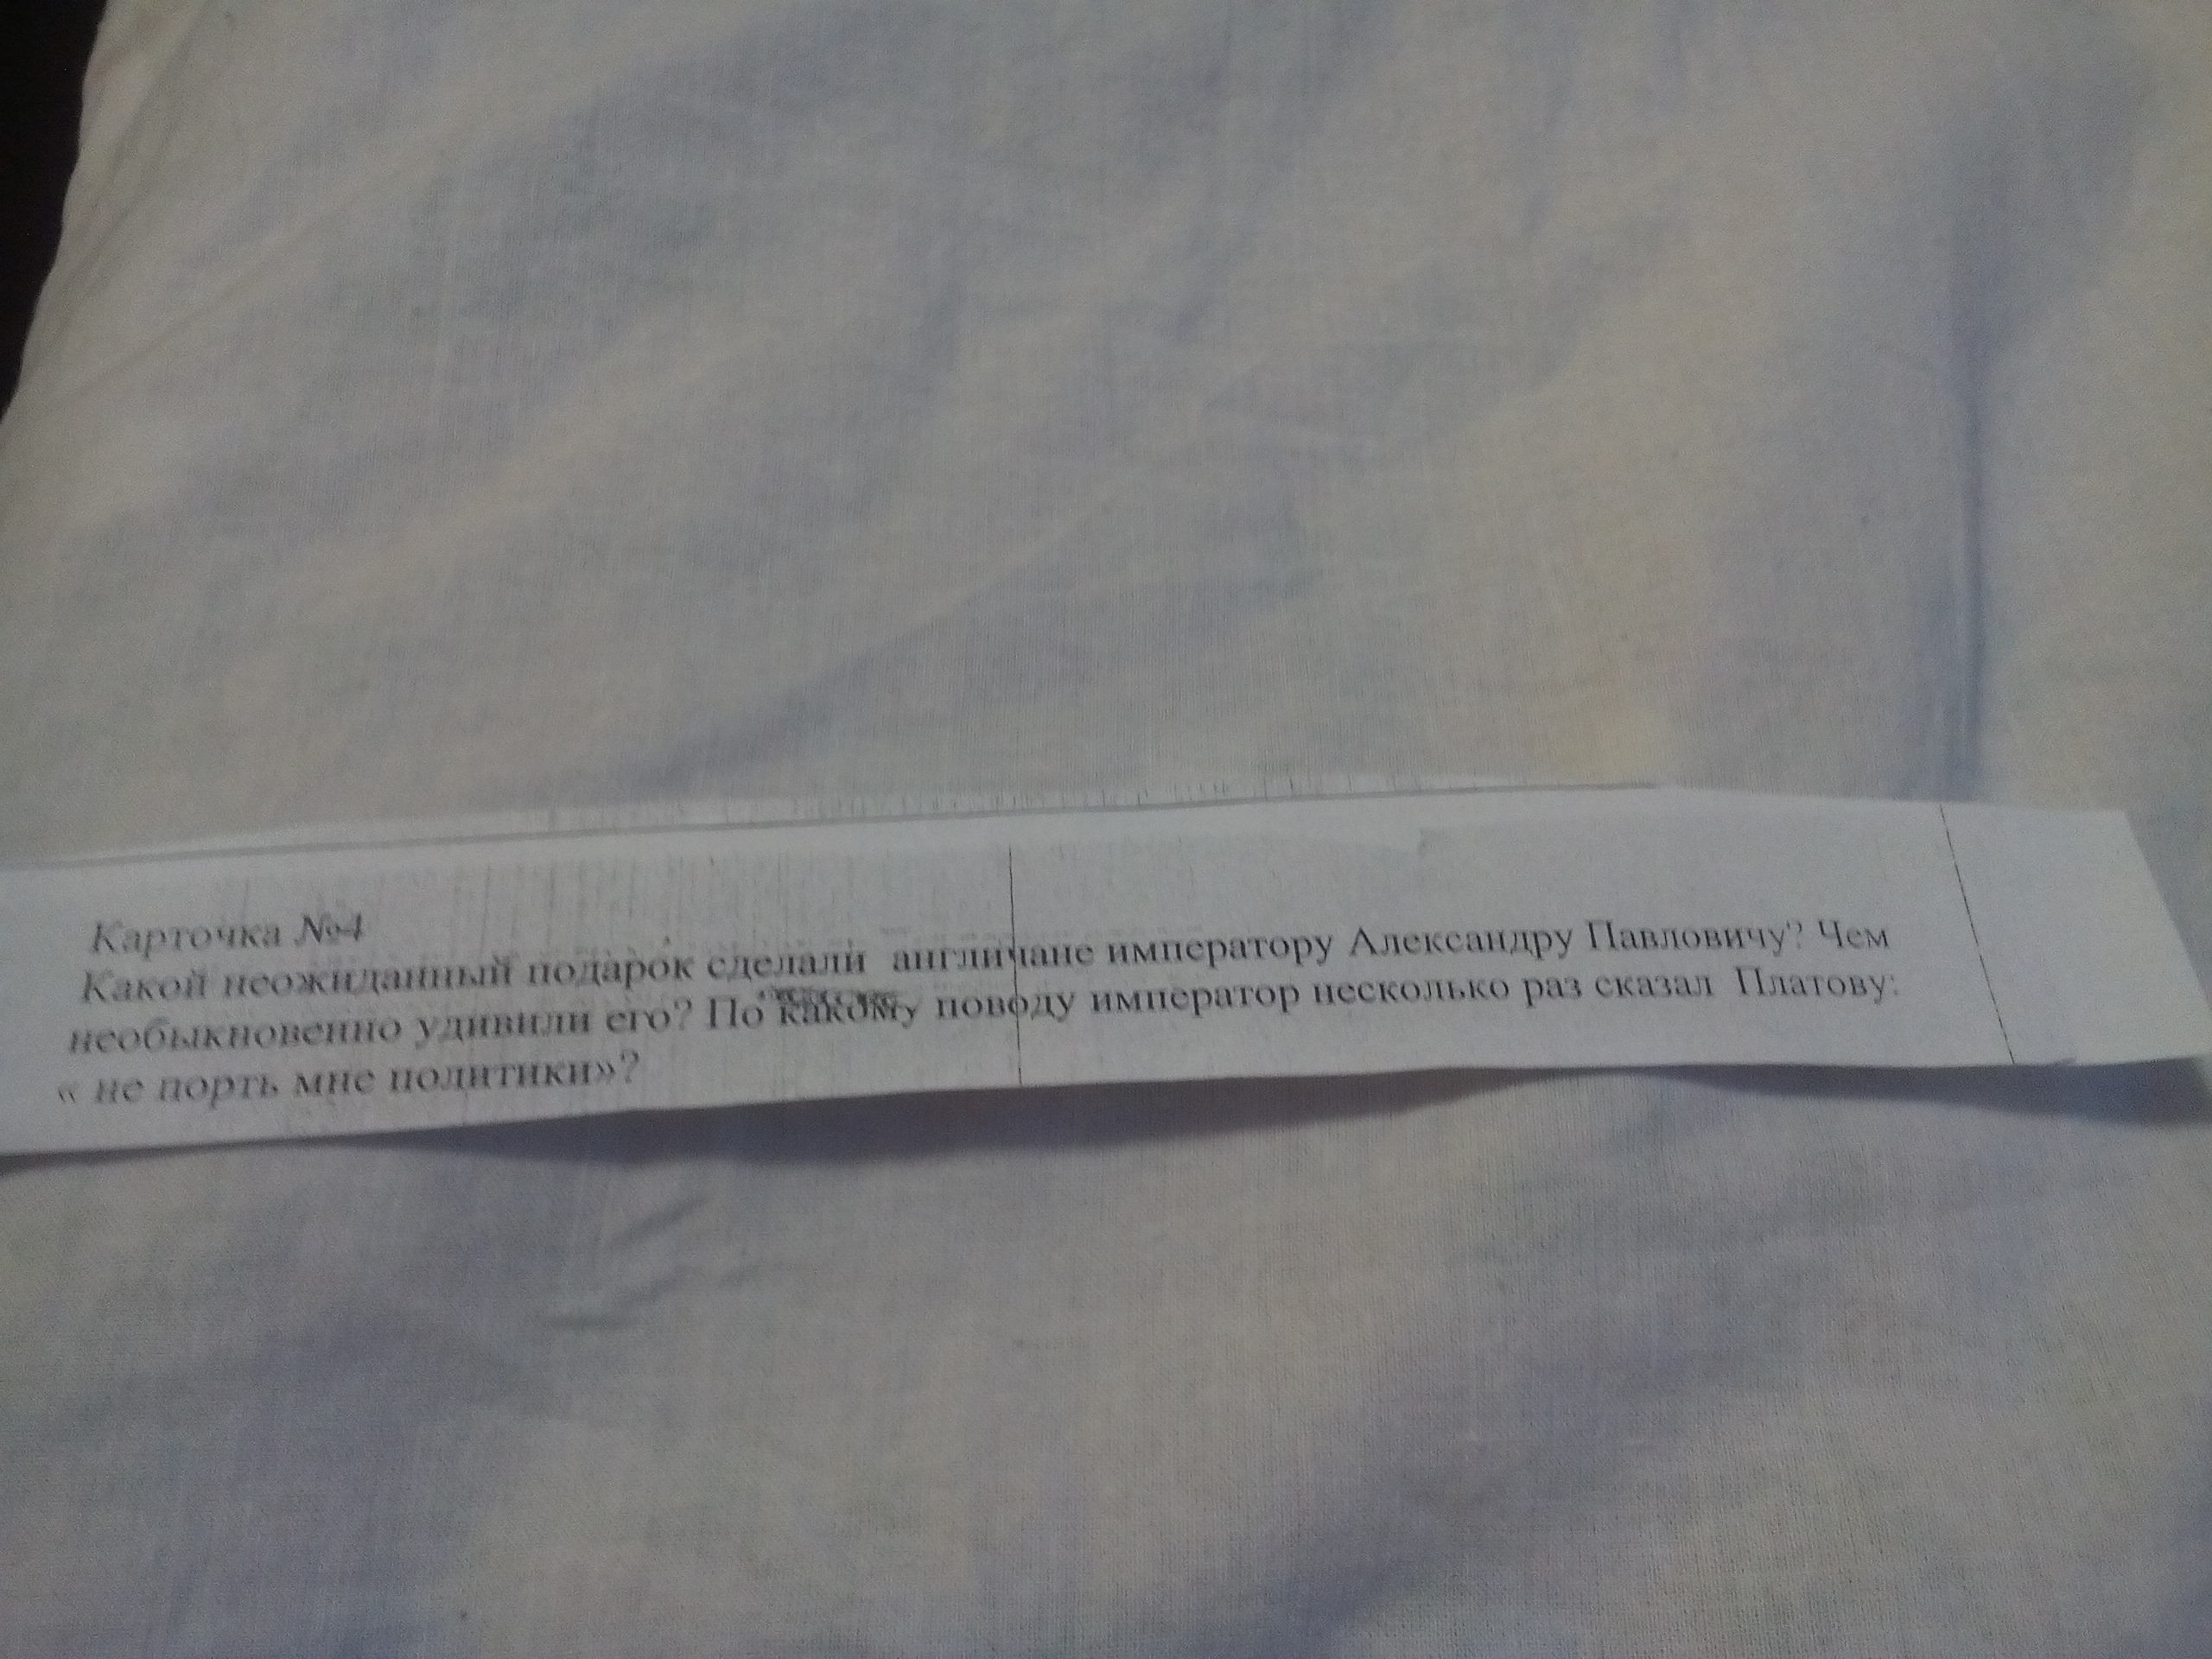 Карточка №4
Какой неожиданный подарок сделали англичане императору Александру Павловичу? Чем
необыкновенно удивили его? По какому поводу император несколько раз сказал Платову:
« не порть мне политики»?